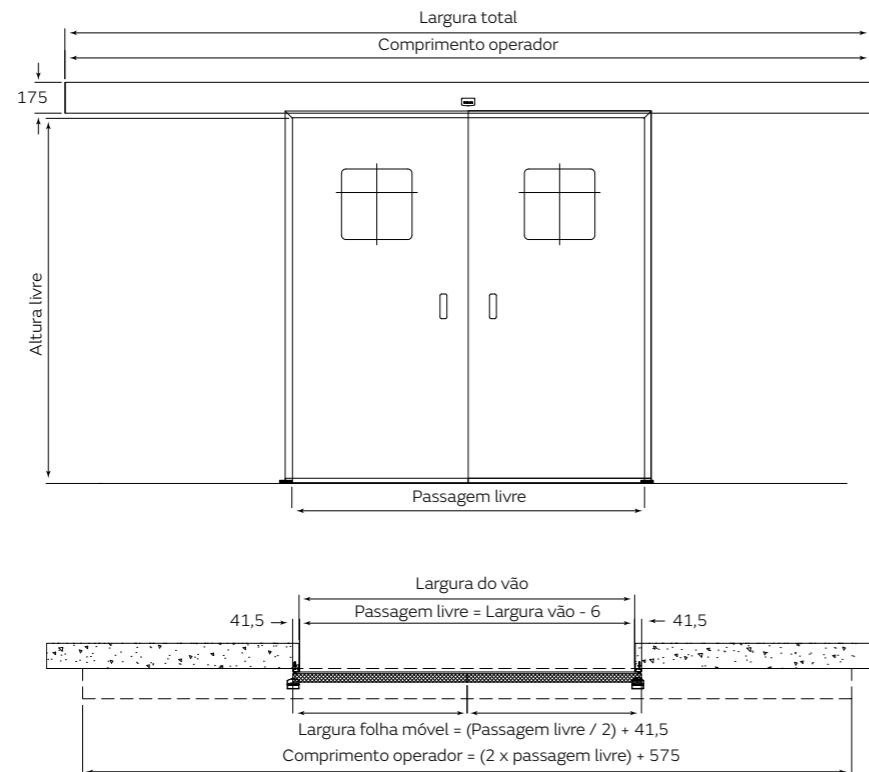 Largura total
Comprimento operador
175
Altura livre
Passagem livre
Largura do vão
41,5 Passagem livre = Largura vão - 6 41,5
Largura folha móvel = (Passagem livre / 2) + 41,5
Comprimento operador = (2 x passagem livre) + 575